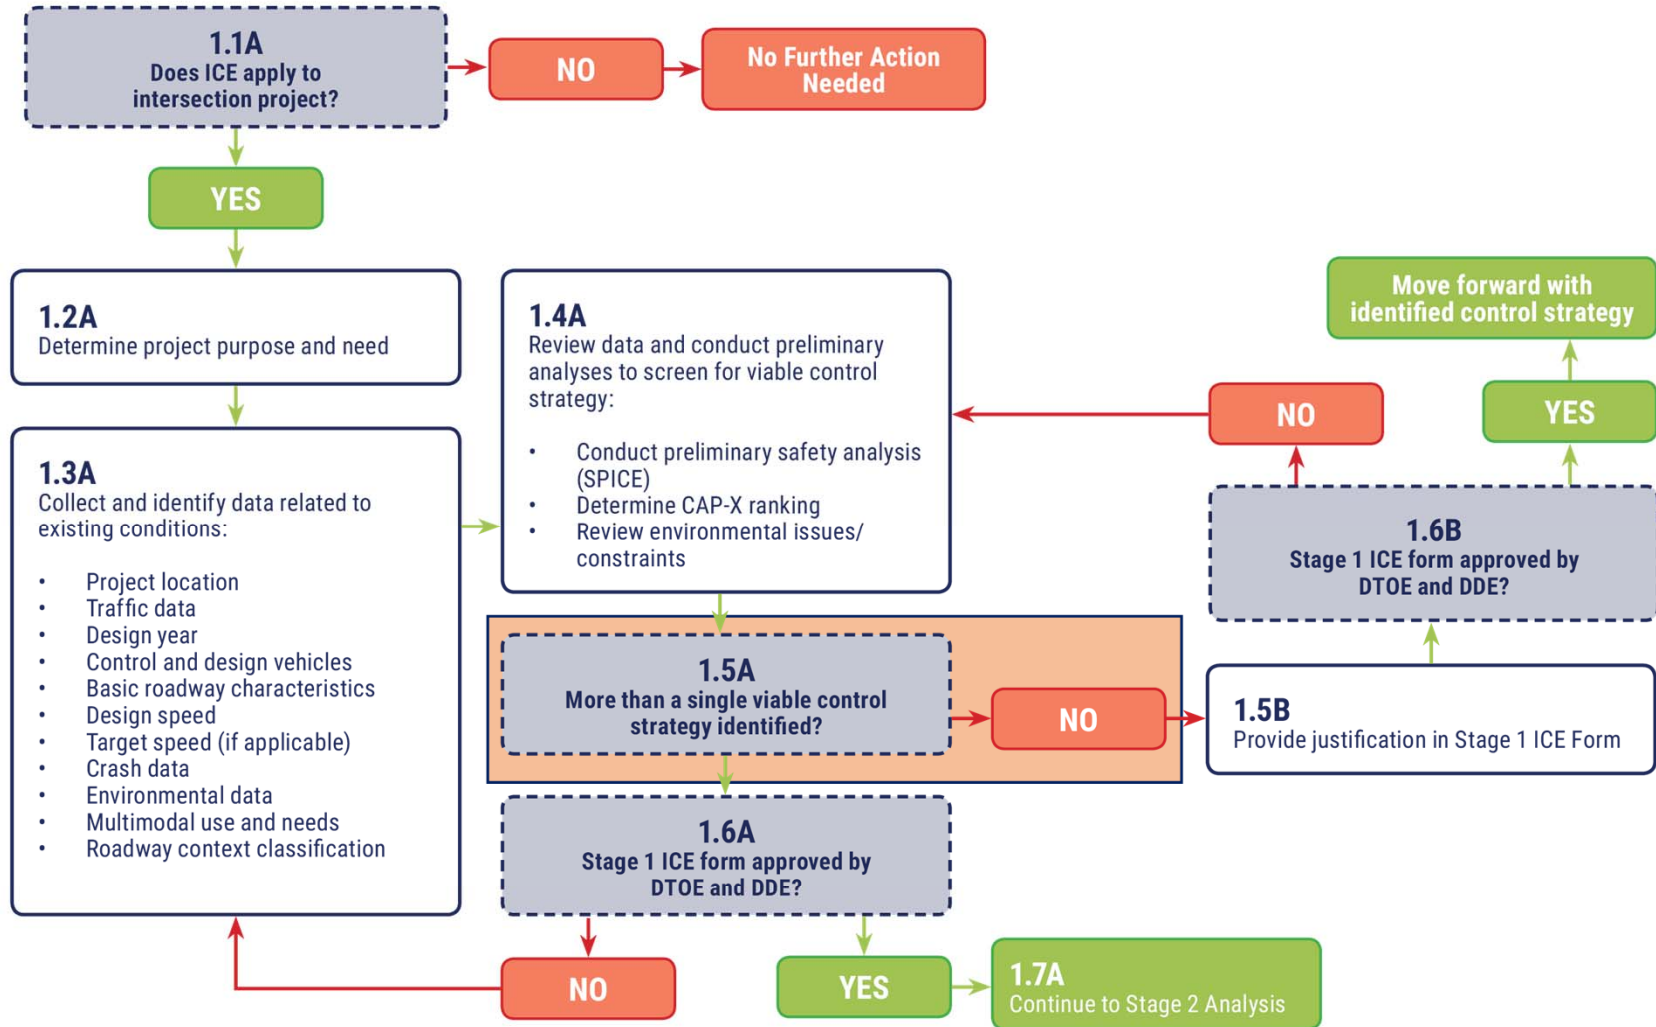 1.1A
Does ICE apply to
intersection project?
NO
No Further Action
Needed
YES
1.2A
Determine project purpose and need
1.3A
Collect and identify data related to
existing conditions:
• Project location
• Traffic data
• Design year
• Control and design vehicles
• Basic roadway characteristics
• Design speed
• Target speed (if applicable)
• Crash data
• Environmental data
• Multimodal use and needs
• Roadway context classification
1.4A
Review data and conduct preliminary
analyses to screen for viable control
strategy:
• Conduct preliminary safety analysis
(SPICE)
• Determine CAP-X ranking
• Review environmental issues/
constraints
1.5A
More than a single viable control
strategy identified?
NO
1.5B
Provide justification in Stage 1 ICE Form
1.6B
Stage 1 ICE form approved by
DTOE and DDE?
NO
YES
Move forward with
identified control strategy
1.6A
Stage 1 ICE form approved by
DTOE and DDE?
NO
YES
1.7A
Continue to Stage 2 Analysis